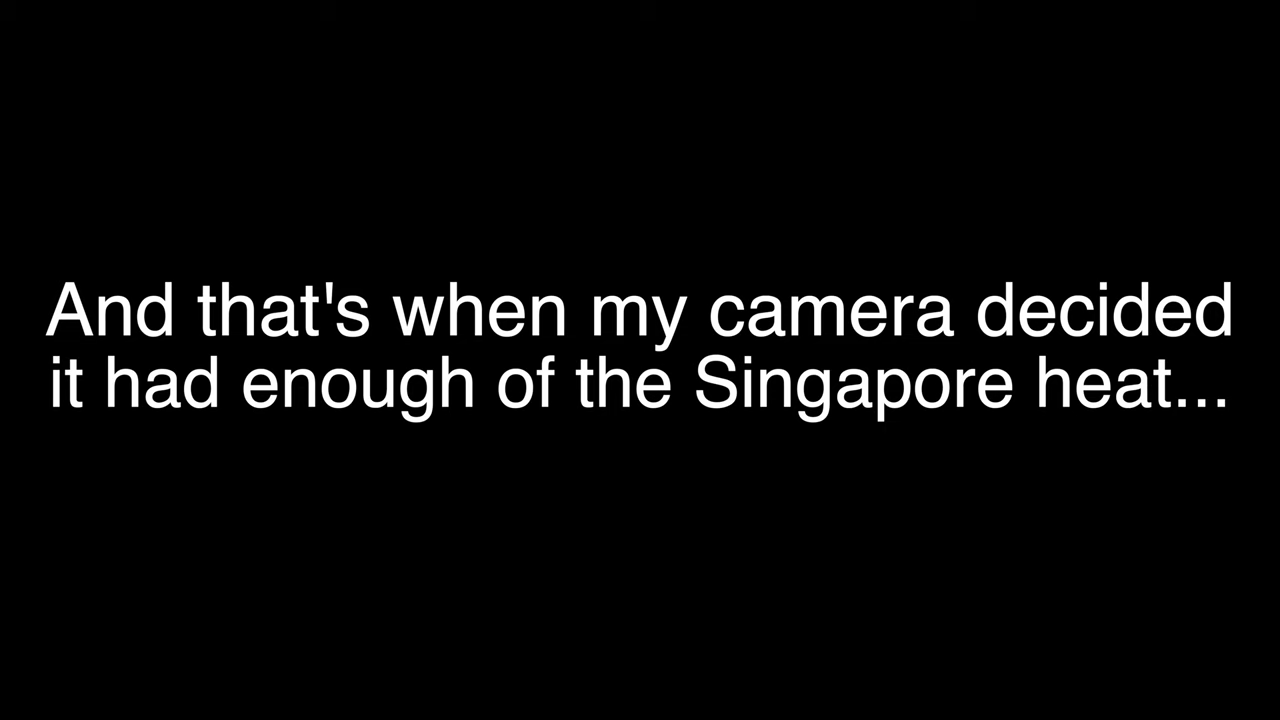 And that's when my camera decided
it had enough of the Singapore heat...